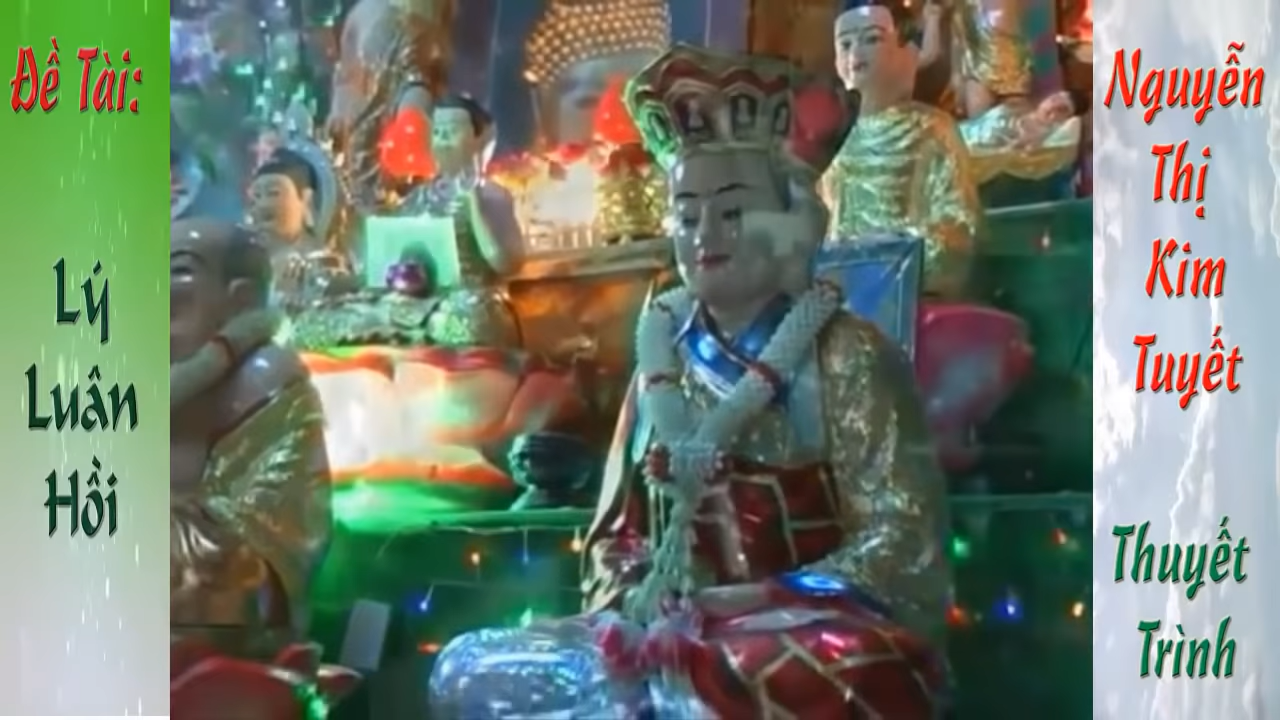 Đề Tài:
Lý
Luân
Hồi
Nguyễn
Thị
Kim
Tuyết
Thuyết
Trình